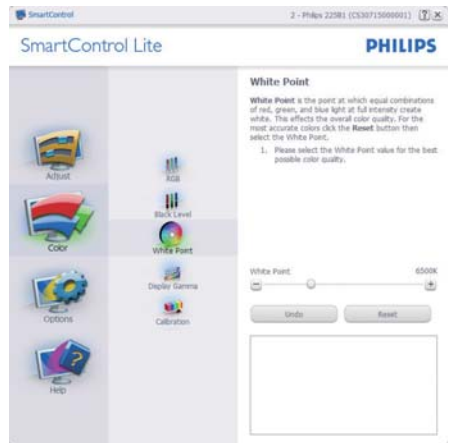 SmartControl
2 - Philips 225B1 (CS30715000001)
SmartControl Lite
PHILIPS
Adjust
Color
Options
Help
RGB
Black Level
White Point
Display Gamma
Calibration
White Point
White Point is the point at which equal combinations
of red, green, and blue light at full intensity create
white. This effects the overall color quality. For the
most accurate colors click the Reset button then
select the White Point.
1. Please select the White Point value for the best
possible color quality.
White Point 6500K
Undo Reset